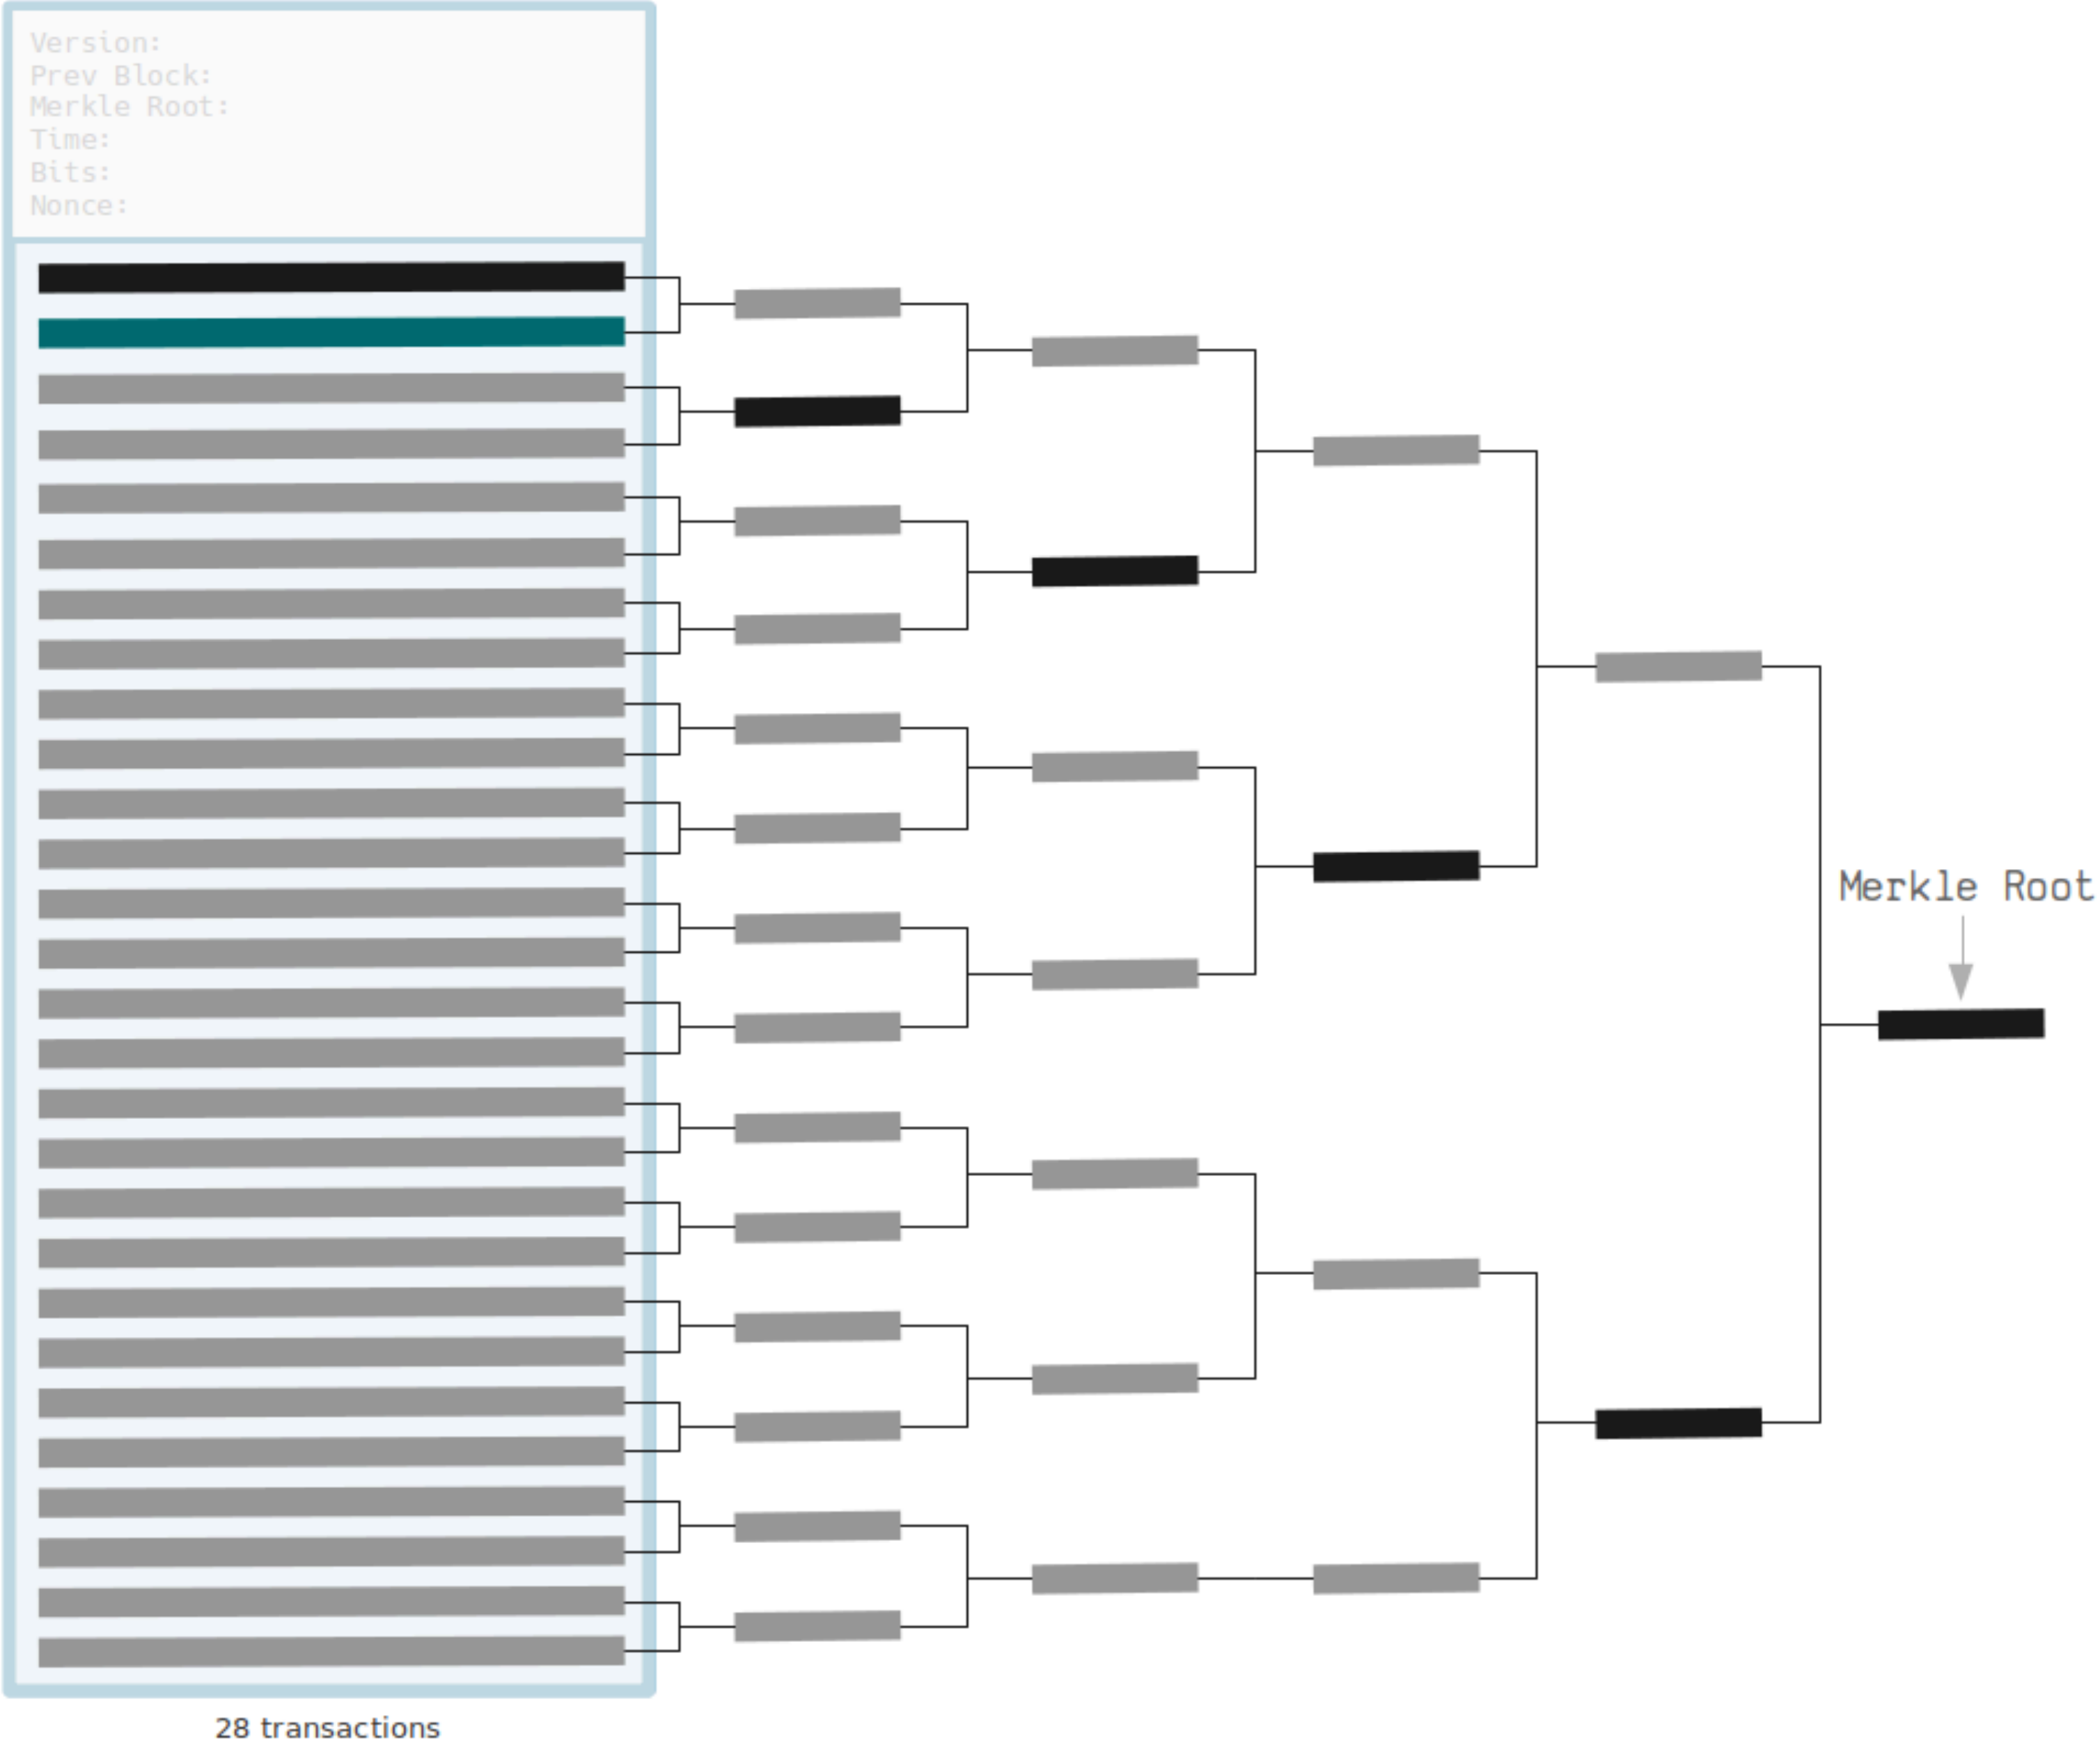 Version:
Prev Block:
Merkle Root:
Time:
Bits:
Nonce:
Merkle Root
28 transactions